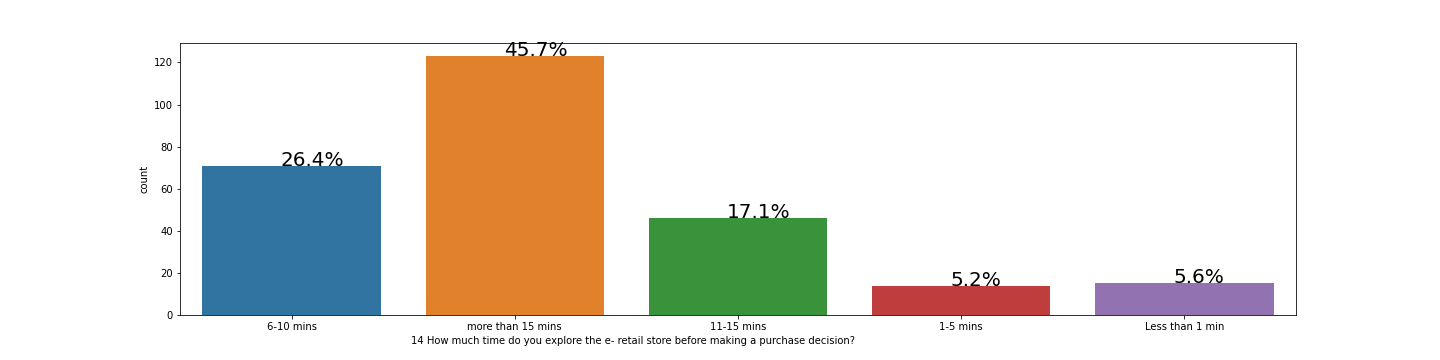 45.7%
120
100
80
60
40
20
0
count
26.4%
17.1%
5.2%
5.6%
6-10 mins
more than 15 mins
11-15 mins
1-5 mins
Less than 1 min
14 How much time do you explore the e- retail store before making a purchase decision?